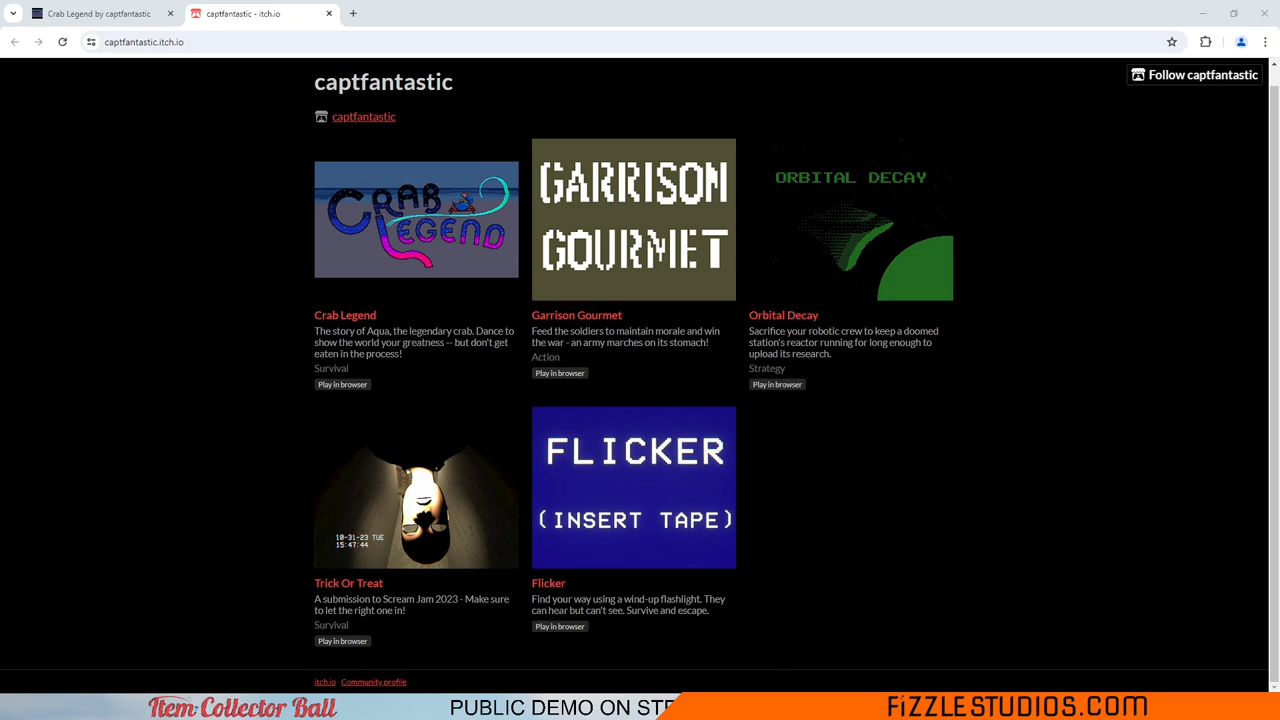 Crab Legend by captfantastic
captfantastic - itch.io
captfantastic.itch.io
captfantastic
Follow captfantastic
captfantastic
CRAB
LEGEND
GARRISON
GOURMET
ORBITAL DECAY
Crab Legend
The story of Aqua, the legendary crab. Dance to
show the world your greatness -- but don't get
eaten in the process!
Survival
Play in browser
Garrison Gourmet
Feed the soldiers to maintain morale and win
the war - an army marches on its stomach!
Action
Play in browser
Orbital Decay
Sacrifice your robotic crew to keep a doomed
station's reactor running for long enough to
upload its research.
Strategy
Play in browser
10-31-23 TUE
15:47:44
FLICKER
(INSERT TAPE)
Trick Or Treat
A submission to Scream Jam 2023 - Make sure
to let the right one in!
Survival
Play in browser
Flicker
Find your way using a wind-up flashlight. They
can hear but can't see. Survive and escape.
Play in browser
itch.io Community profile
Item Collector Ball
PUBLIC DEMO ON
FIZZLESTUDIOS.COM